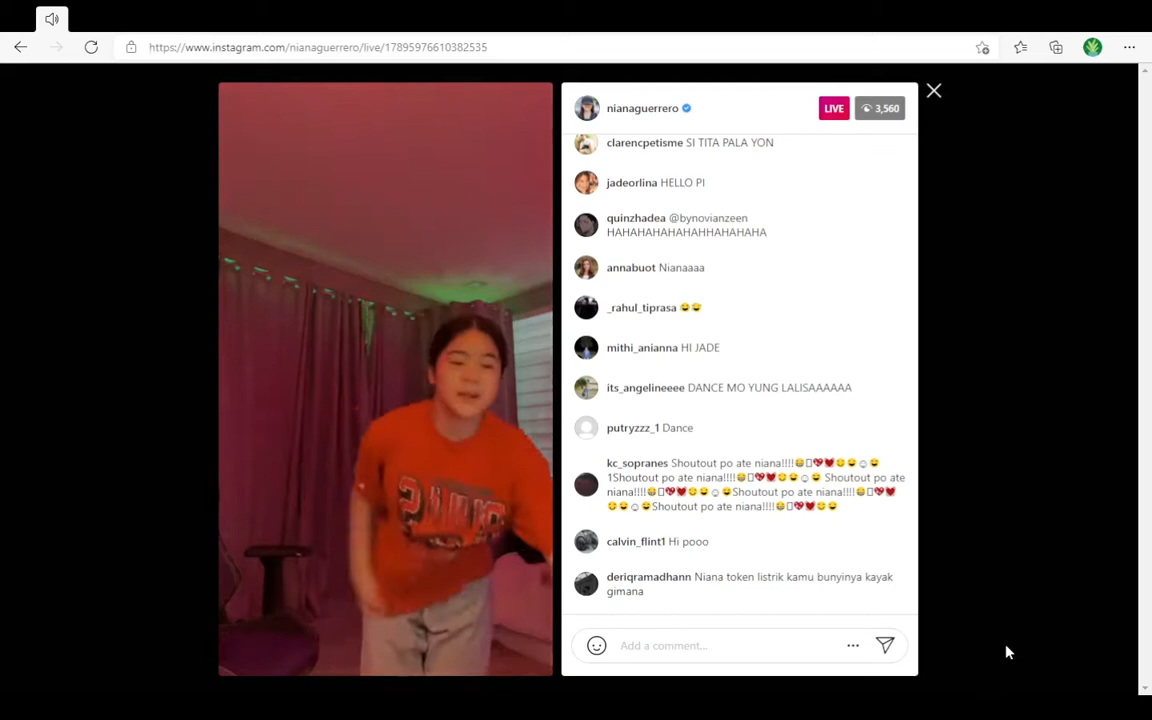 https://www.instagram.com/nianaguerrero/live/17895976610382535
nianaguerrero
LIVE
3,560
clarencpetisme SI TITA PALA YON
jadeorlina HELLO PI
quinzhadea @bynovianzeen
HAHAHAHAHAHAHHAHAHAHA
annabuot Nianaaaa
_rahul_tiprasa 😂😅
mithi_anianna HI JADE
its_angelineeee DANCE MO YUNG LALISAAAAAA
putryzzz_1 Dance
kc_sopranes Shoutout po ate niana!!!!😂▯💖💓😊😄☺😄
1Shoutout po ate niana!!!!😂▯💖💓😊😄☺😄 Shoutout po ate
niana!!!!😂▯💖💓😊😄☺😄Shoutout po ate niana!!!!😂▯💖💓
😊😄☺😄Shoutout po ate niana!!!!😂▯💖💓😊😄
calvin_flint1 Hi pooo
deriqramadhann Niana token listrik kamu bunyinya kayak
gimana
Add a comment...